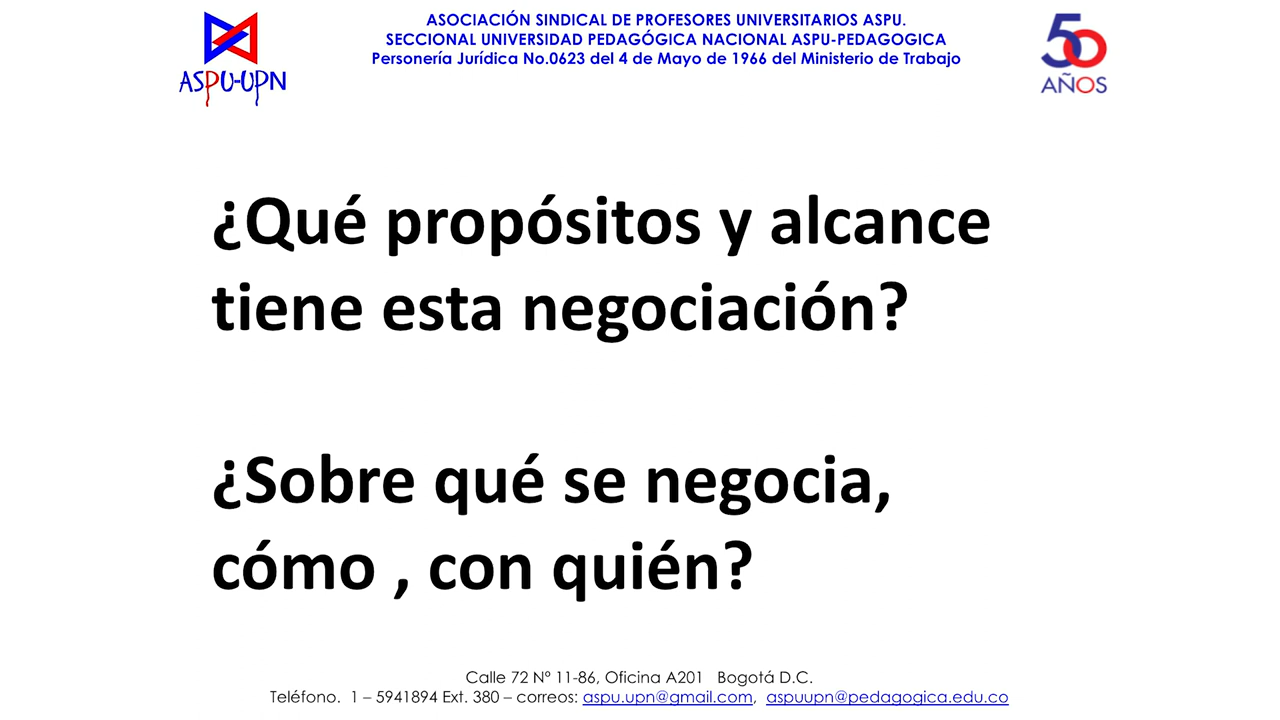 ASPU-UPN
ASOCIACIÓN SINDICAL DE PROFESORES UNIVERSITARIOS ASPU.
SECCIONAL UNIVERSIDAD PEDAGÓGICA NACIONAL ASPU-PEDAGOGICA
Personería Jurídica No.0623 del 4 de Mayo de 1966 del Ministerio de Trabajo
50
AÑOS
¿Qué propósitos y alcance
tiene esta negociación?
¿Sobre qué se negocia,
cómo , con quién?
Calle 72 Nº 11-86, Oficina A201 Bogotá D.C.
Teléfono. 1 – 5941894 Ext. 380 – correos: aspu.upn@gmail.com, aspuupn@pedagogica.edu.co